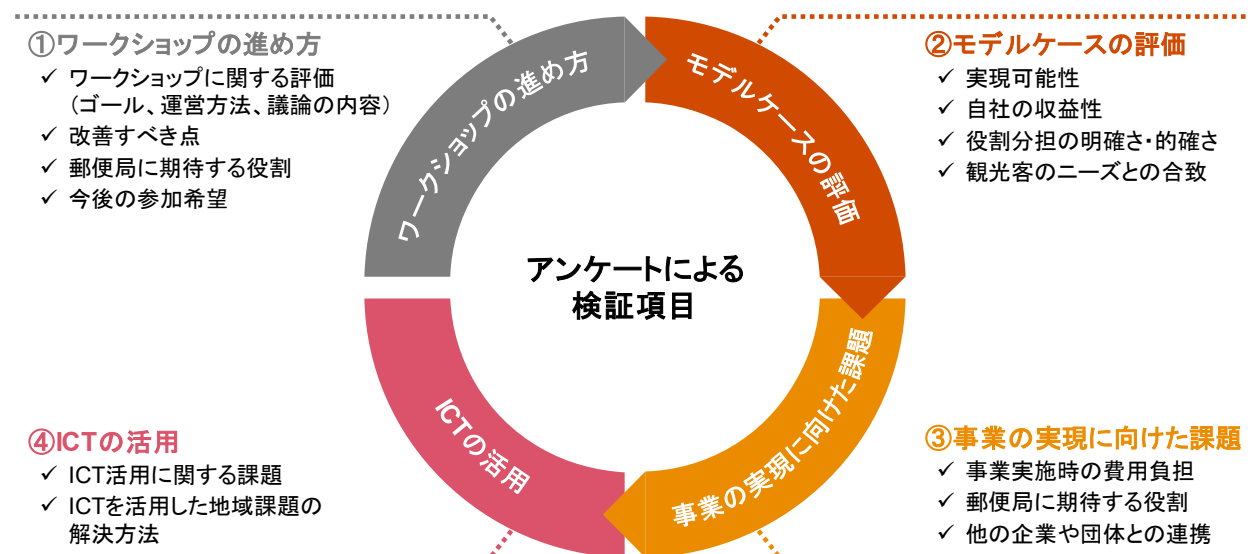 ①ワークショップの進め方
✓ ワークショップに関する評価
（ゴール、運営方法、議論の内容）
✓ 改善すべき点
✓ 郵便局に期待する役割
✓ 今後の参加希望
②モデルケースの評価
✓ 実現可能性
✓ 自社の収益性
✓ 役割分担の明確さ・的確さ
✓ 観光客のニーズとの合致
ワークショップの進め方
モデルケースの評価
アンケートによる
検証項目
事業の実現に向けた課題
ICTの活用
④ICTの活用
✓ ICT活用に関する課題
✓ ICTを活用した地域課題の
解決方法
③事業の実現に向けた課題
✓ 事業実施時の費用負担
✓ 郵便局に期待する役割
✓ 他の企業や団体との連携